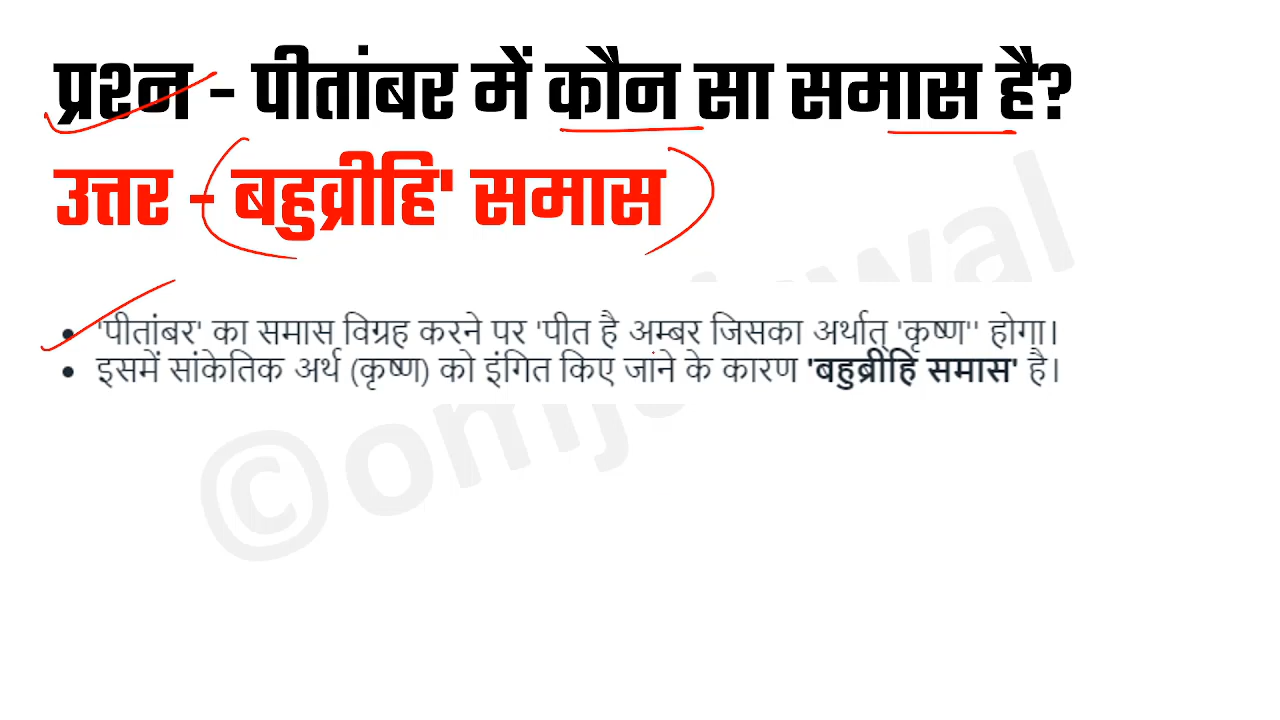 प्रश्न - पीतांबर में कौन सा समास है?
उत्तर - बहुव्रीहि' समास
• 'पीतांबर' का समास विग्रह करने पर 'पीत है अम्बर जिसका अर्थात् 'कृष्ण'' होगा।
• इसमें सांकेतिक अर्थ (कृष्ण) को इंगित किए जाने के कारण 'बहुब्रीहि समास' है।